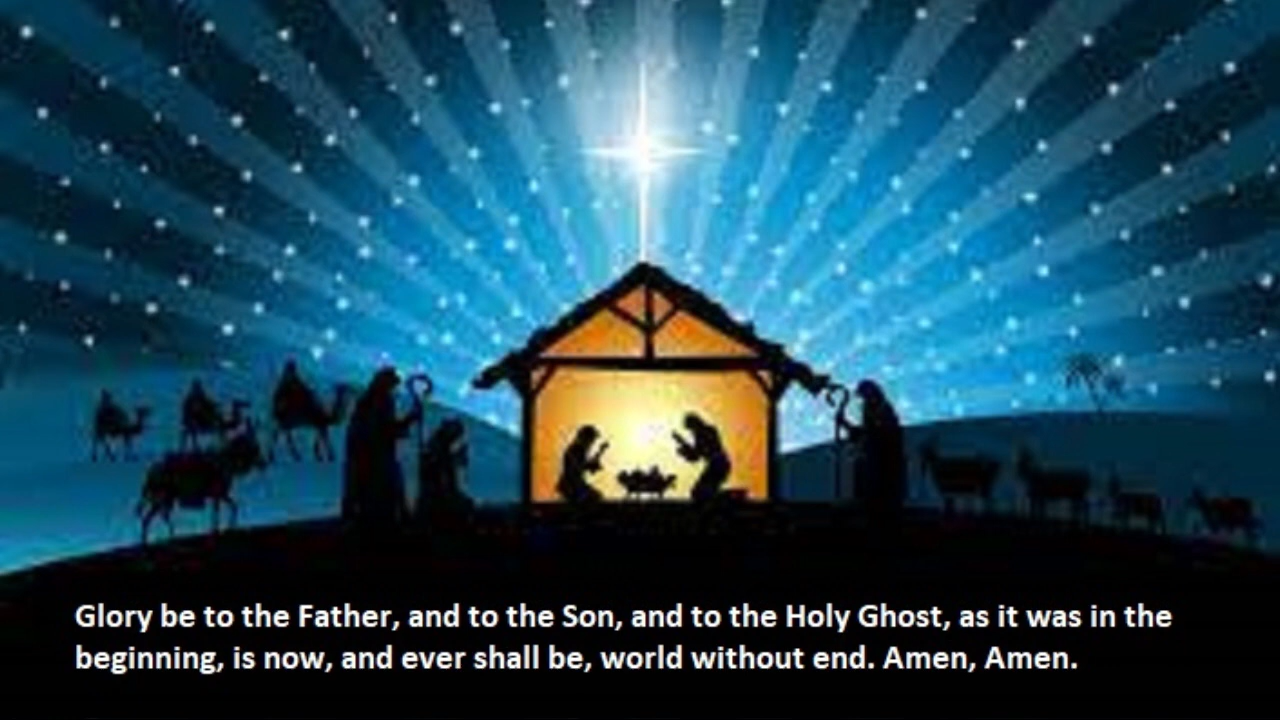 Glory be to the Father, and to the Son, and to the Holy Ghost, as it was in the
beginning, is now, and ever shall be, world without end. Amen, Amen.